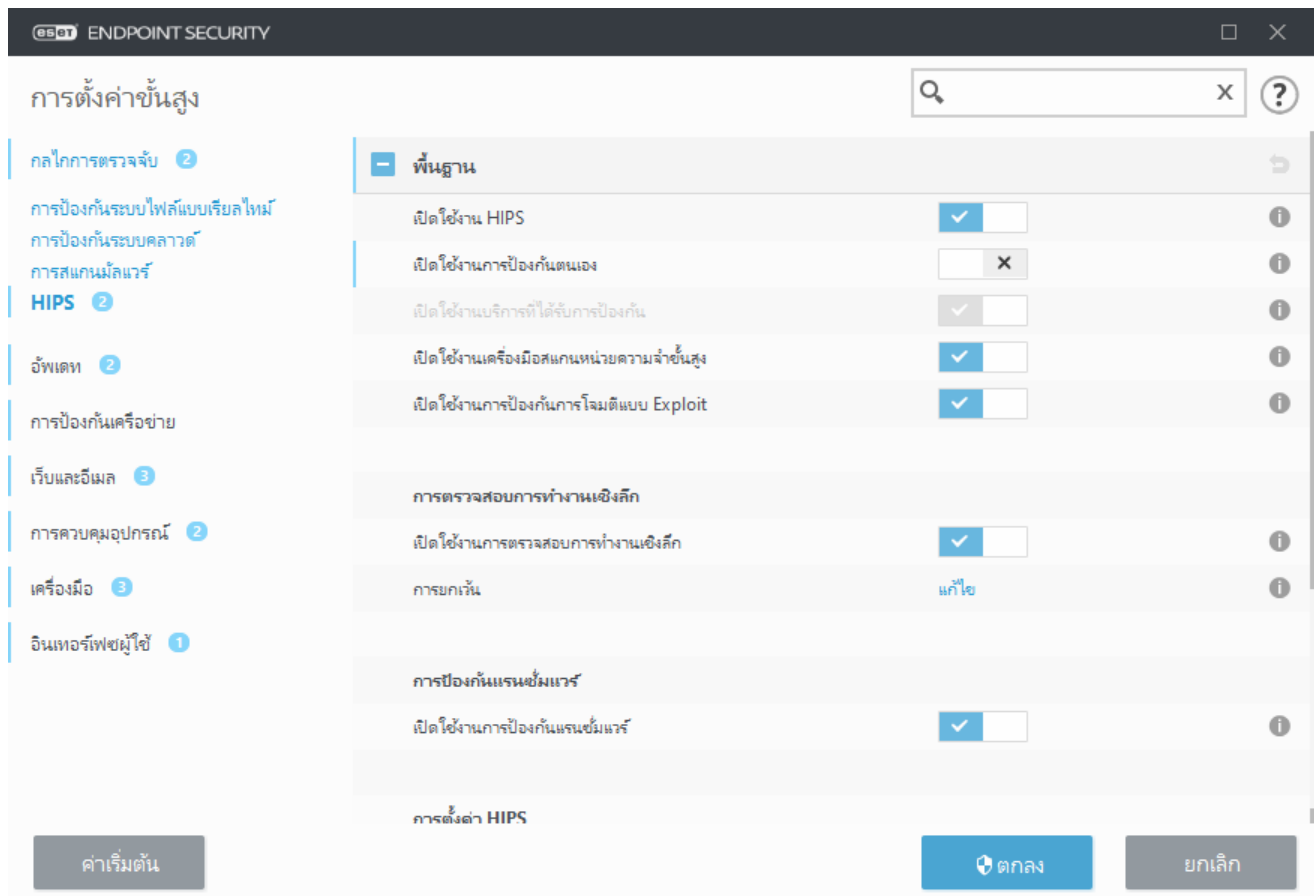 eset ENDPOINT SECURITY
การตั้งค่าขั้นสูง
กลไกการตรวจจับ 2
การป้องกันระบบไฟล์แบบเรียลไทม์
การป้องกันระบบคลาวด์
การสแกนมัลแวร์
HIPS 2
อัพเดท 2
การป้องกันเครือข่าย
เว็บและอีเมล 3
การควบคุมอุปกรณ์ 2
เครื่องมือ 3
อินเทอร์เฟซผู้ใช้ 1
พื้นฐาน
เปิดใช้งาน HIPS
เปิดใช้งานการป้องกันตนเอง
เปิดใช้งานบริการที่ได้รับการป้องกัน
เปิดใช้งานเครื่องมือสแกนหน่วยความจำขั้นสูง
เปิดใช้งานการป้องกันการโจมตีแบบ Exploit
การตรวจสอบการทำงานเชิงลึก
เปิดใช้งานการตรวจสอบการทำงานเชิงลึก
การยกเว้น แก้ไข
การป้องกันแรนซั่มแวร์
เปิดใช้งานการป้องกันแรนซั่มแวร์
การตั้งค่า HIPS
ค่าเริ่มต้น
ตกลง
ยกเลิก